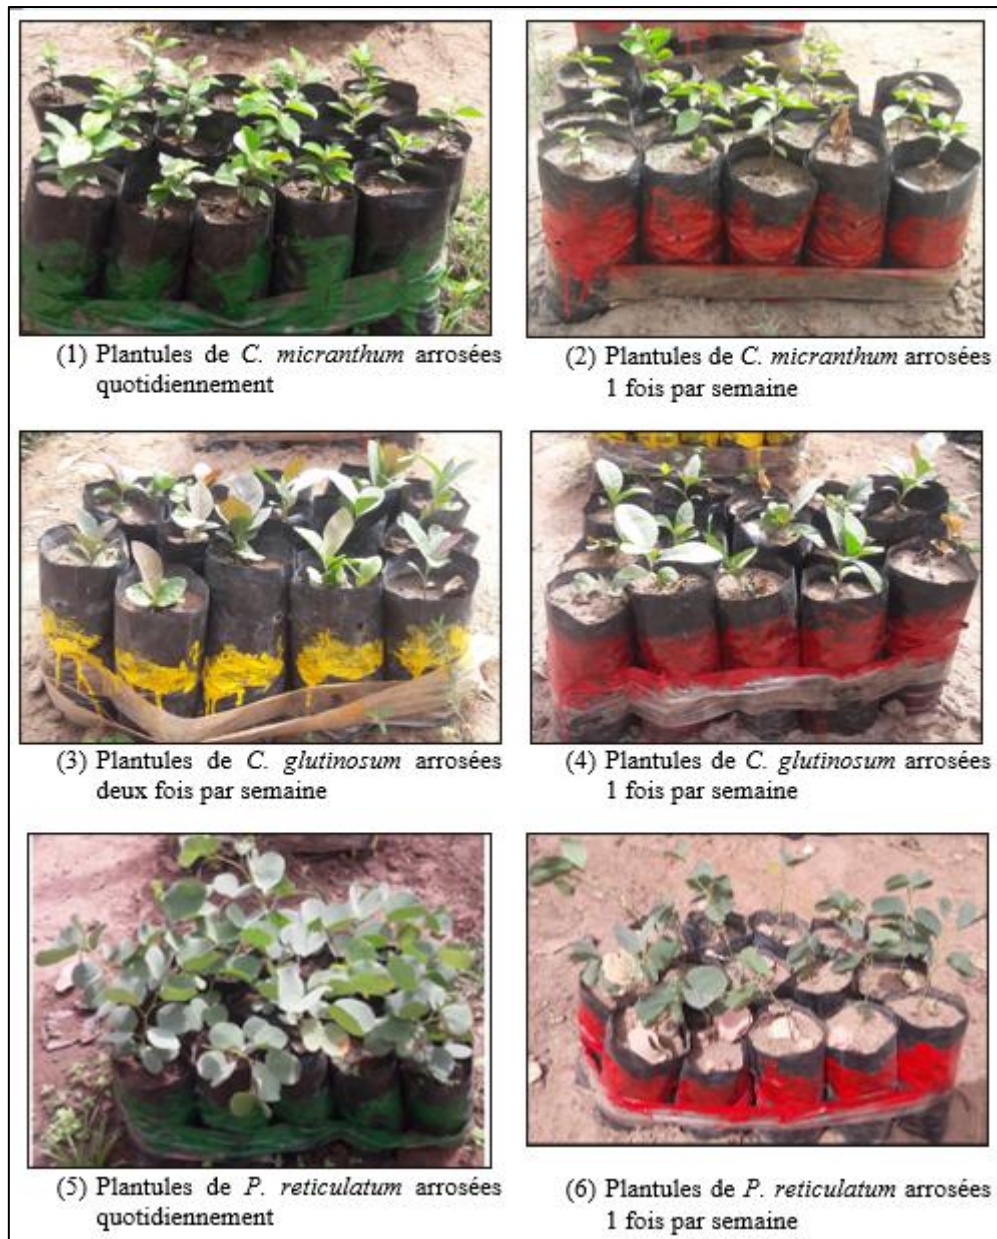 (1) Plantules de C. micranthum arrosées
quotidiennement
(2) Plantules de C. micranthum arrosées
1 fois par semaine
(3) Plantules de C. glutinosum arrosées
deux fois par semaine
(4) Plantules de C. glutinosum arrosées
1 fois par semaine
(5) Plantules de P. reticulatum arrosées
quotidiennement
(6) Plantules de P. reticulatum arrosées
1 fois par semaine